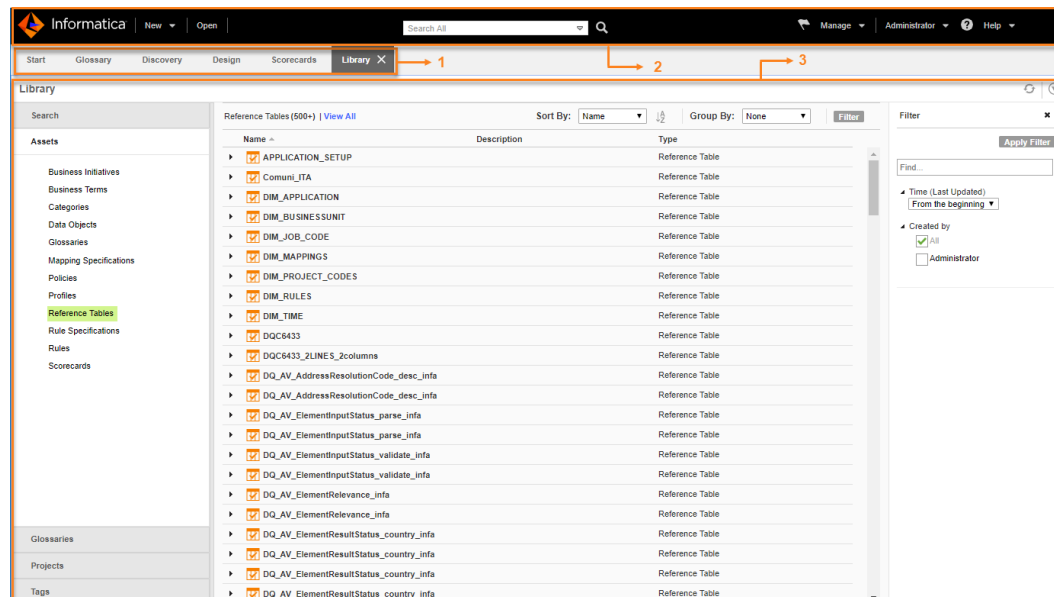 Informatica New Open Search All Manage Administrator ? Help
Start Glossary Discovery Design Scorecards Library X 1 2 3
Library
Search
Assets
Business Initiatives
Business Terms
Categories
Data Objects
Glossaries
Mapping Specifications
Policies
Profiles
Reference Tables
Rule Specifications
Rules
Scorecards
Glossaries
Projects
Tags
Reference Tables (500+) | View All Sort By: Name Group By: None Filter
Name Description Type
APPLICATION_SETUP Reference Table
Comuni_ITA Reference Table
DIM_APPLICATION Reference Table
DIM_BUSINESSUNIT Reference Table
DIM_JOB_CODE Reference Table
DIM_MAPPINGS Reference Table
DIM_PROJECT_CODES Reference Table
DIM_RULES Reference Table
DIM_TIME Reference Table
DQC6433 Reference Table
DQC6433_2LINES_2columns Reference Table
DQ_AV_AddressResolutionCode_desc_infa Reference Table
DQ_AV_AddressResolutionCode_desc_infa Reference Table
DQ_AV_ElementInputStatus_parse_infa Reference Table
DQ_AV_ElementInputStatus_parse_infa Reference Table
DQ_AV_ElementInputStatus_validate_infa Reference Table
DQ_AV_ElementInputStatus_validate_infa Reference Table
DQ_AV_ElementRelevance_infa Reference Table
DQ_AV_ElementRelevance_infa Reference Table
DQ_AV_ElementResultStatus_country_infa Reference Table
DQ_AV_ElementResultStatus_country_infa Reference Table
DQ_AV_ElementResultStatus_country_infa Reference Table
DQ_AV_ElementResultStatus_country_infa Reference Table
Filter
Apply Filter
Find...
Time (Last Updated)
From the beginning
Created by
All
Administrator